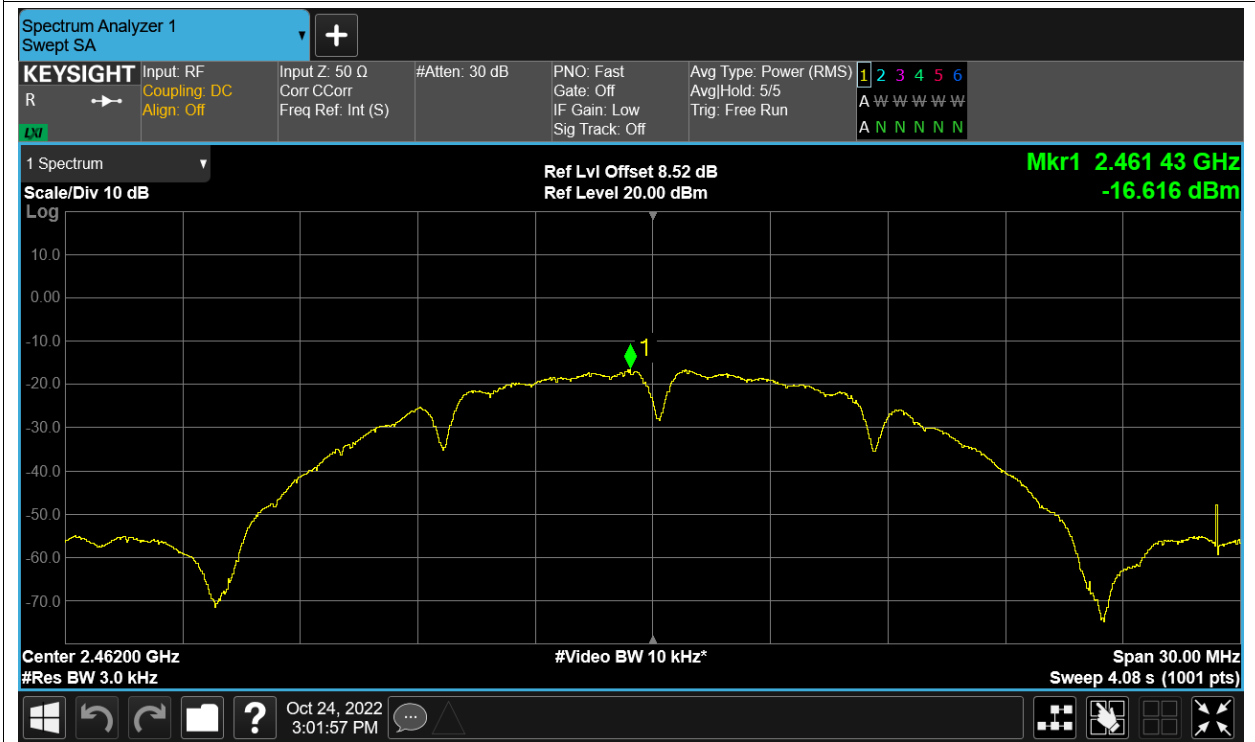 Spectrum Analyzer 1
Swept SA
+
KEYSIGHT
R
LXI
Input: RF
Coupling: DC
Align: Off
Input Z: 50 Ω
Corr CCorr
Freq Ref: Int (S)
#Atten: 30 dB
PNO: Fast
Gate: Off
IF Gain: Low
Sig Track: Off
Avg Type: Power (RMS)
Avg|Hold: 5/5
Trig: Free Run
1 2 3 4 5 6
A W W W W W
A N N N N N
1 Spectrum
Scale/Div 10 dB
Log
Ref Lvl Offset 8.52 dB
Ref Level 20.00 dBm
Mkr1 2.461 43 GHz
-16.616 dBm
10.0
0.00
-10.0
-20.0
-30.0
-40.0
-50.0
-60.0
-70.0
1
Center 2.46200 GHz
#Video BW 10 kHz*
Span 30.00 MHz
#Res BW 3.0 kHz
Sweep 4.08 s (1001 pts)
?
Oct 24, 2022
3:01:57 PM